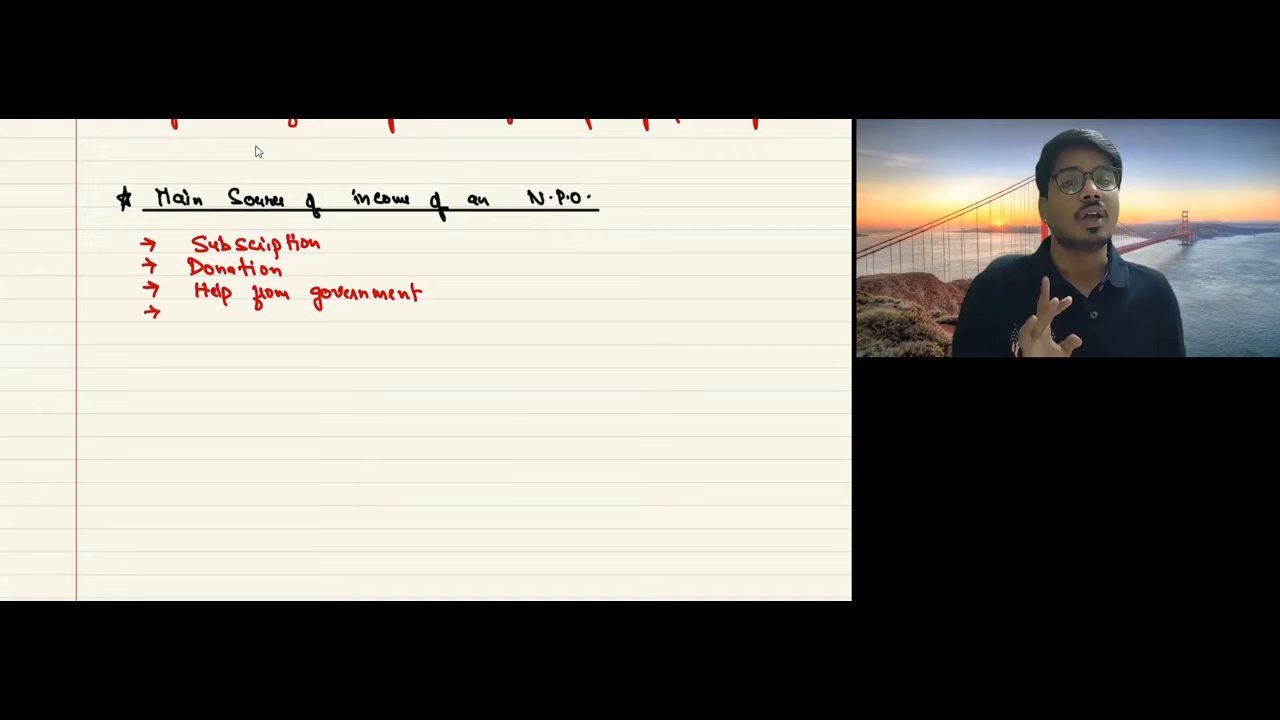 ★ Main Source of income of an N.P.O.
→ Subscription
→ Donation
→ Help from government
→